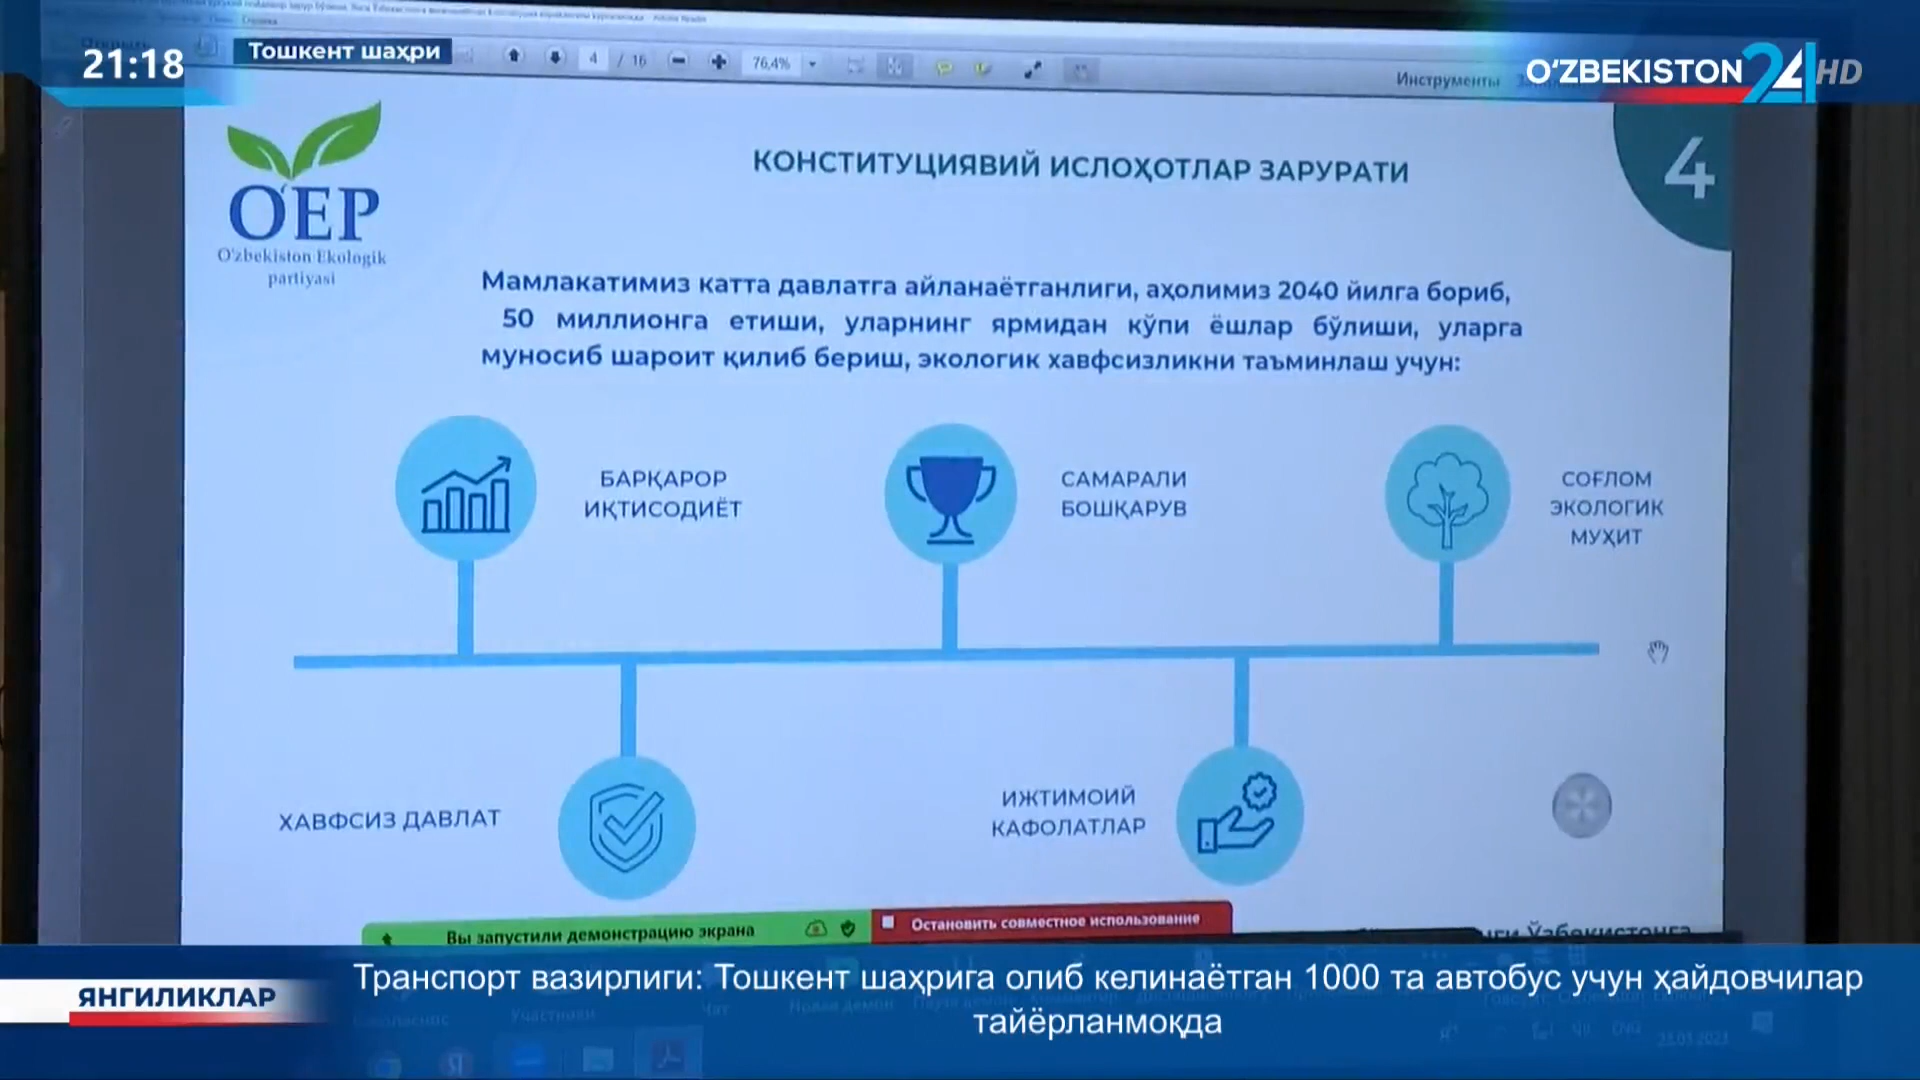 21:18
Тошкент шаҳри
4 / 16
76,4%
Инструменты
O‘ZBEKISTON 24 HD
O'EP
O'zbekiston Ekologik
partiyasi
КОНСТИТУЦИЯВИЙ ИСЛОҲОТЛАР ЗАРУРАТИ
4
Мамлакатимиз катта давлатга айланаётганлиги, аҳолимиз 2040 йилга бориб,
50 миллионга етиши, уларнинг ярмидан кўпи ёшлар бўлиши, уларга
муносиб шароит қилиб бериш, экологик хавфсизликни таъминлаш учун:
БАРҚАРОР
ИҚТИСОДИЁТ
САМАРАЛИ
БОШҚАРУВ
СОҒЛОМ
ЭКОЛОГИК
МУҲИТ
ХАВФСИЗ ДАВЛАТ
ИЖТИМОИЙ
КАФОЛАТЛАР
Вы запустили демонстрацию экрана
Остановить совместное использование
ЯНГИЛИКЛАР
Транспорт вазирлиги: Тошкент шаҳрига олиб келинаётган 1000 та автобус учун ҳайдовчилар
тайёрланмоқда